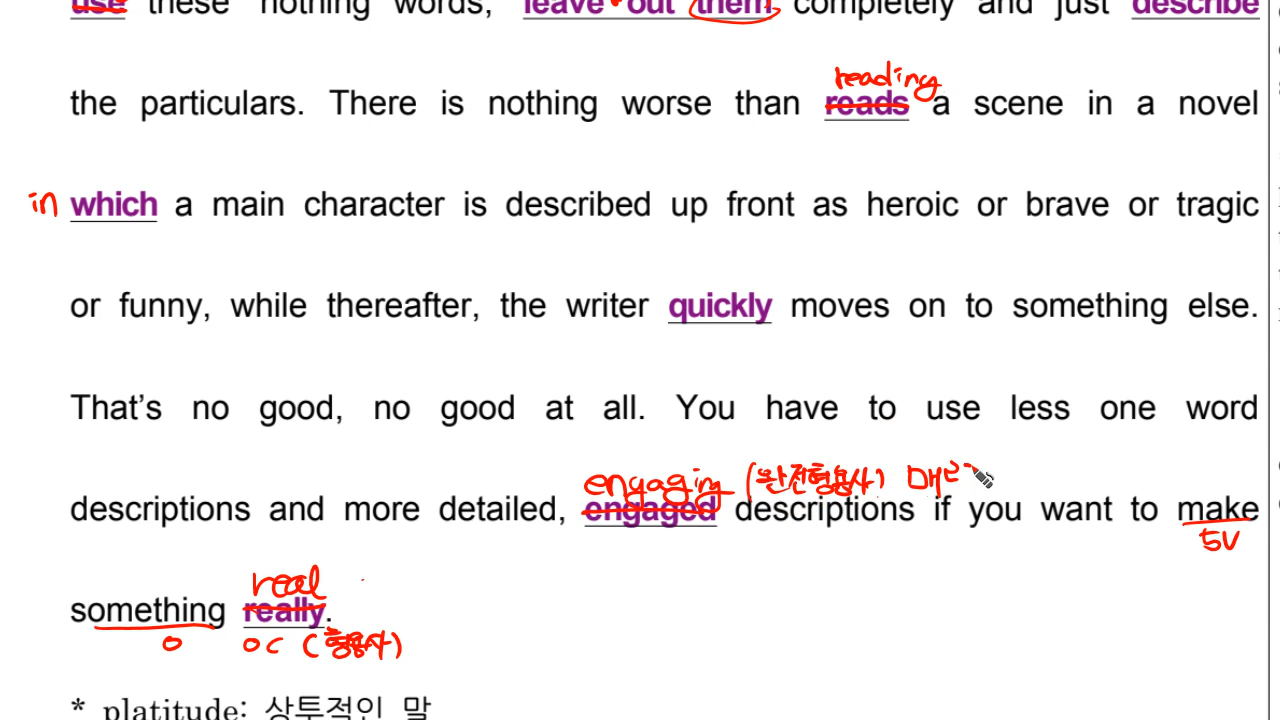 use these 'nothing words,' leave out them completely and just describe
reading
the particulars. There is nothing worse than reads a scene in a novel
in which a main character is described up front as heroic or brave or tragic
or funny, while thereafter, the writer quickly moves on to something else.
That's no good, no good at all. You have to use less one word
engaging (완전형용사) 매
descriptions and more detailed, engaged descriptions if you want to make
5V
real
something really.
O OC (형용사)
* platitude: 상투적인 말